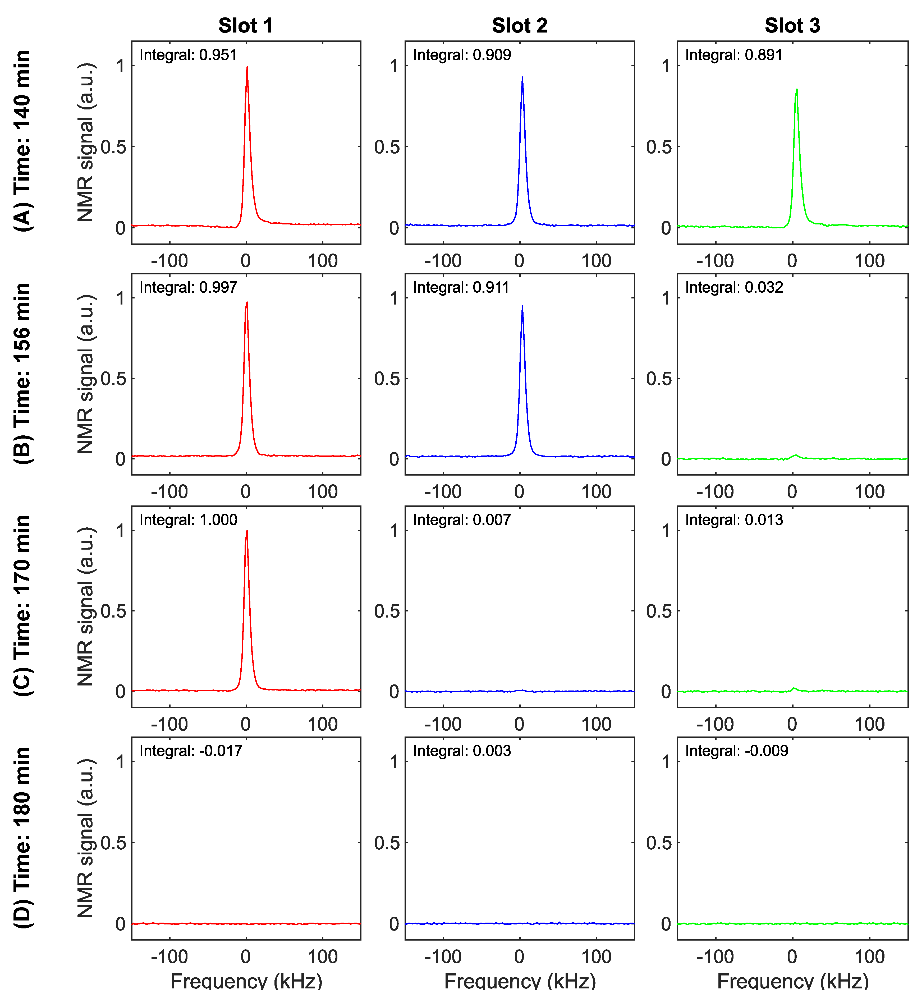 Slot 1
Slot 2
Slot 3
(A) Time: 140 min
NMR signal (a.u.)
Integral: 0.951
1
0.5
0
-100 0 100
Integral: 0.909
1
0.5
0
-100 0 100
Integral: 0.891
1
0.5
0
-100 0 100
(B) Time: 156 min
NMR signal (a.u.)
Integral: 0.997
1
0.5
0
-100 0 100
Integral: 0.911
1
0.5
0
-100 0 100
Integral: 0.032
1
0.5
0
-100 0 100
(C) Time: 170 min
NMR signal (a.u.)
Integral: 1.000
1
0.5
0
-100 0 100
Integral: 0.007
1
0.5
0
-100 0 100
Integral: 0.013
1
0.5
0
-100 0 100
(D) Time: 180 min
NMR signal (a.u.)
Integral: -0.017
1
0.5
0
-100 0 100
Frequency (kHz)
Integral: 0.003
1
0.5
0
-100 0 100
Frequency (kHz)
Integral: -0.009
1
0.5
0
-100 0 100
Frequency (kHz)